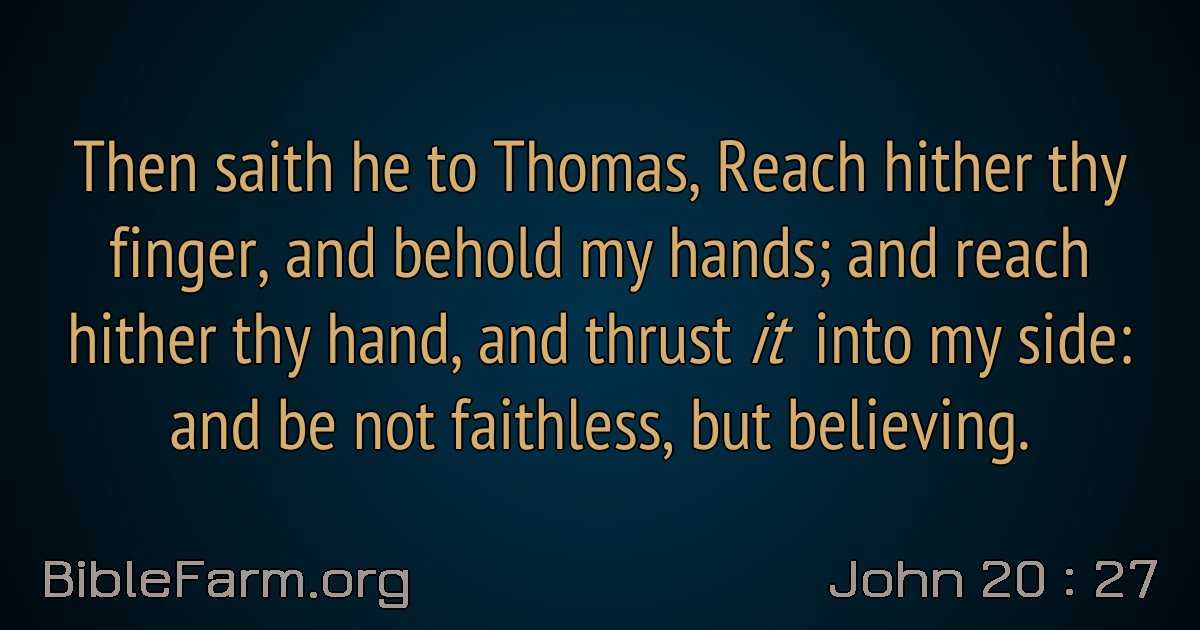 Then saith he to Thomas, Reach hither thy
finger, and behold my hands; and reach
hither thy hand, and thrust it into my side:
and be not faithless, but believing.
BibleFarm.org
John 20 : 27